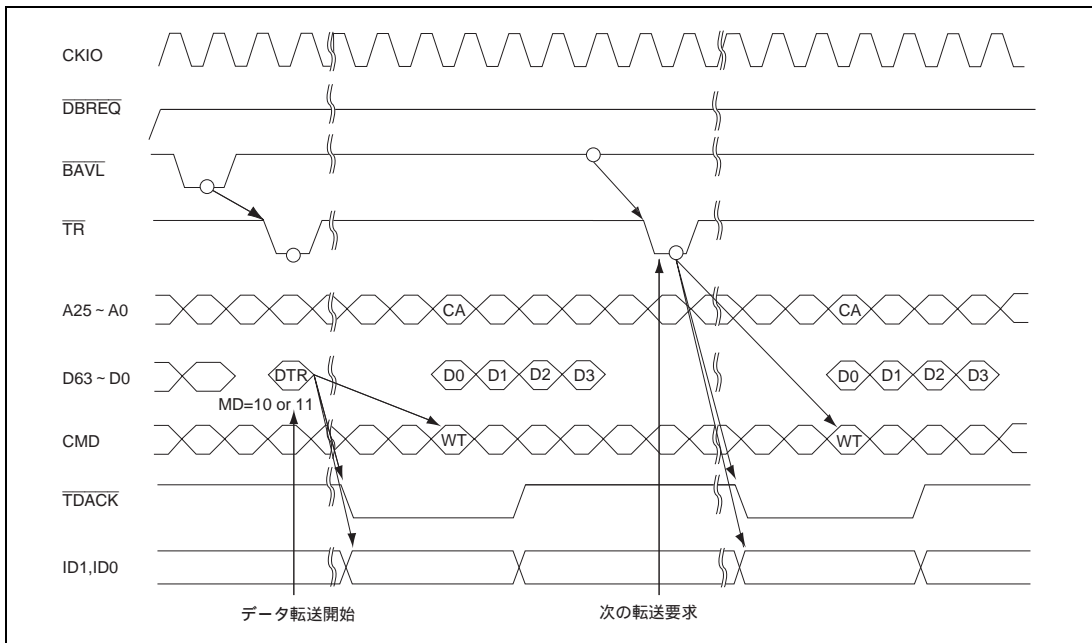 CKIO
DBREQ
BAVL
TR
A25 ~ A0 CA CA
D63 ~ D0 DTR D0 D1 D2 D3 D0 D1 D2 D3
MD=10 or 11
CMD WT WT
TDACK
ID1,ID0
データ転送開始 次の転送要求